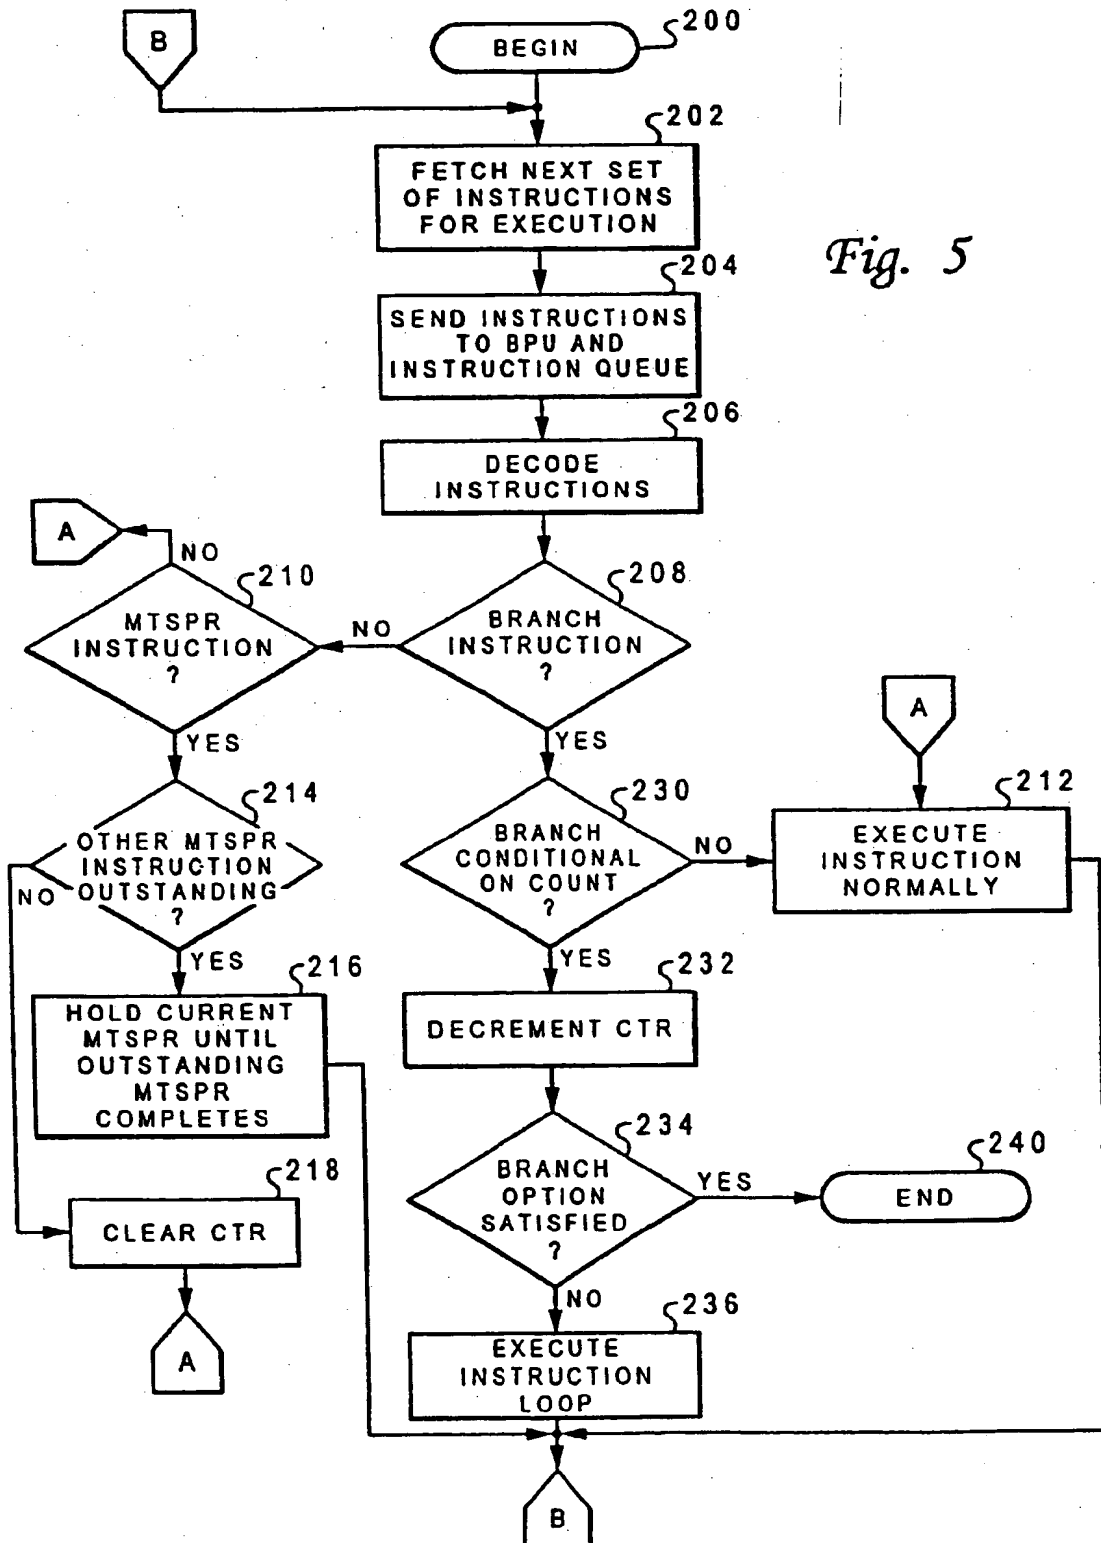 B
BEGIN
200
202
FETCH NEXT SET
OF INSTRUCTIONS
FOR EXECUTION
Fig. 5
204
SEND INSTRUCTIONS
TO BPU AND
INSTRUCTION QUEUE
206
DECODE
INSTRUCTIONS
A
NO
210
MTSPR
INSTRUCTION
?
NO
208
BRANCH
INSTRUCTION
?
YES
YES
A
214
OTHER MTSPR
INSTRUCTION
OUTSTANDING
?
NO
YES
230
BRANCH
CONDITIONAL
ON COUNT
?
NO
YES
212
EXECUTE
INSTRUCTION
NORMALLY
216
HOLD CURRENT
MTSPR UNTIL
OUTSTANDING
MTSPR
COMPLETES
232
DECREMENT CTR
234
BRANCH
OPTION
SATISFIED
?
YES
240
END
218
CLEAR CTR
NO
A
236
EXECUTE
INSTRUCTION
LOOP
B